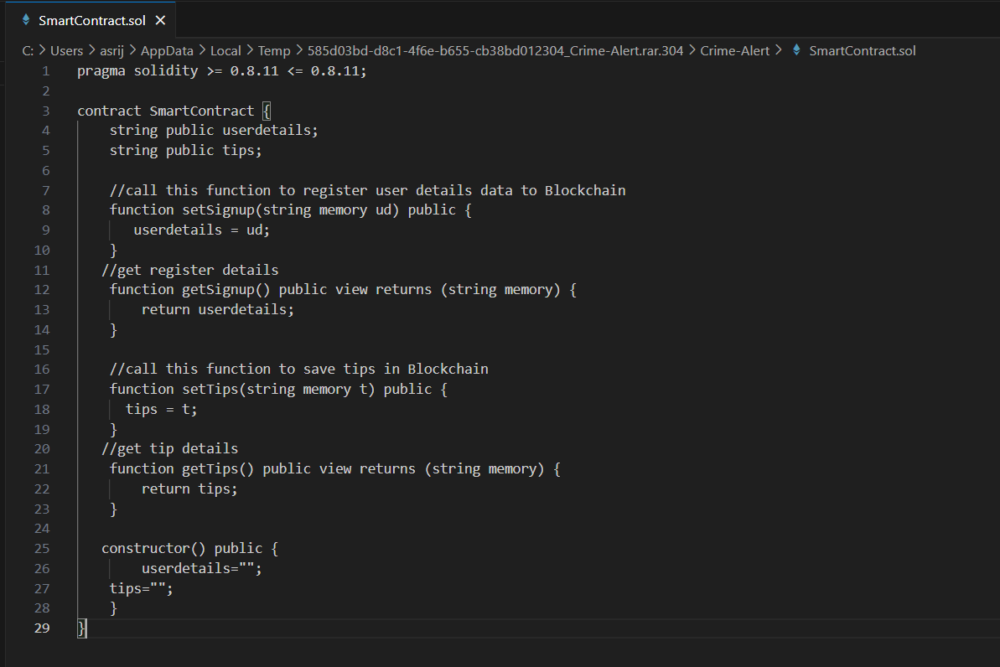 SmartContract.sol ✕
C: > Users > asrij > AppData > Local > Temp > 585d03bd-d8c1-4f6e-b655-cb38bd012304_Crime-Alert.rar.304 > Crime-Alert > SmartContract.sol
1 pragma solidity >= 0.8.11 <= 0.8.11;
2
3 contract SmartContract {
4     string public userdetails;
5     string public tips;
6
7     //call this function to register user details data to Blockchain
8     function setSignup(string memory ud) public {
9        userdetails = ud;
10     }
11    //get register details
12     function getSignup() public view returns (string memory) {
13         return userdetails;
14     }
15
16     //call this function to save tips in Blockchain
17     function setTips(string memory t) public {
18       tips = t;
19     }
20    //get tip details
21     function getTips() public view returns (string memory) {
22         return tips;
23     }
24
25    constructor() public {
26         userdetails="";
27     tips="";
28     }
29 }